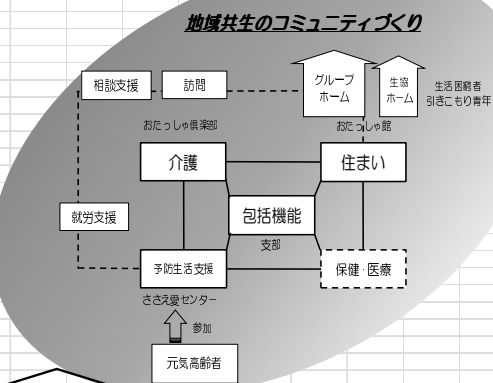 地域共生のコミュニティづくり
相談支援
訪問
グループ
ホーム
生協
ホーム
生活困窮者
引きこもり青年
おたっしゃ倶楽部
おたっしゃ館
介護
住まい
包括機能
支部
就労支援
予防生活支援
保健・医療
ささえ愛センター
参加
元気高齢者